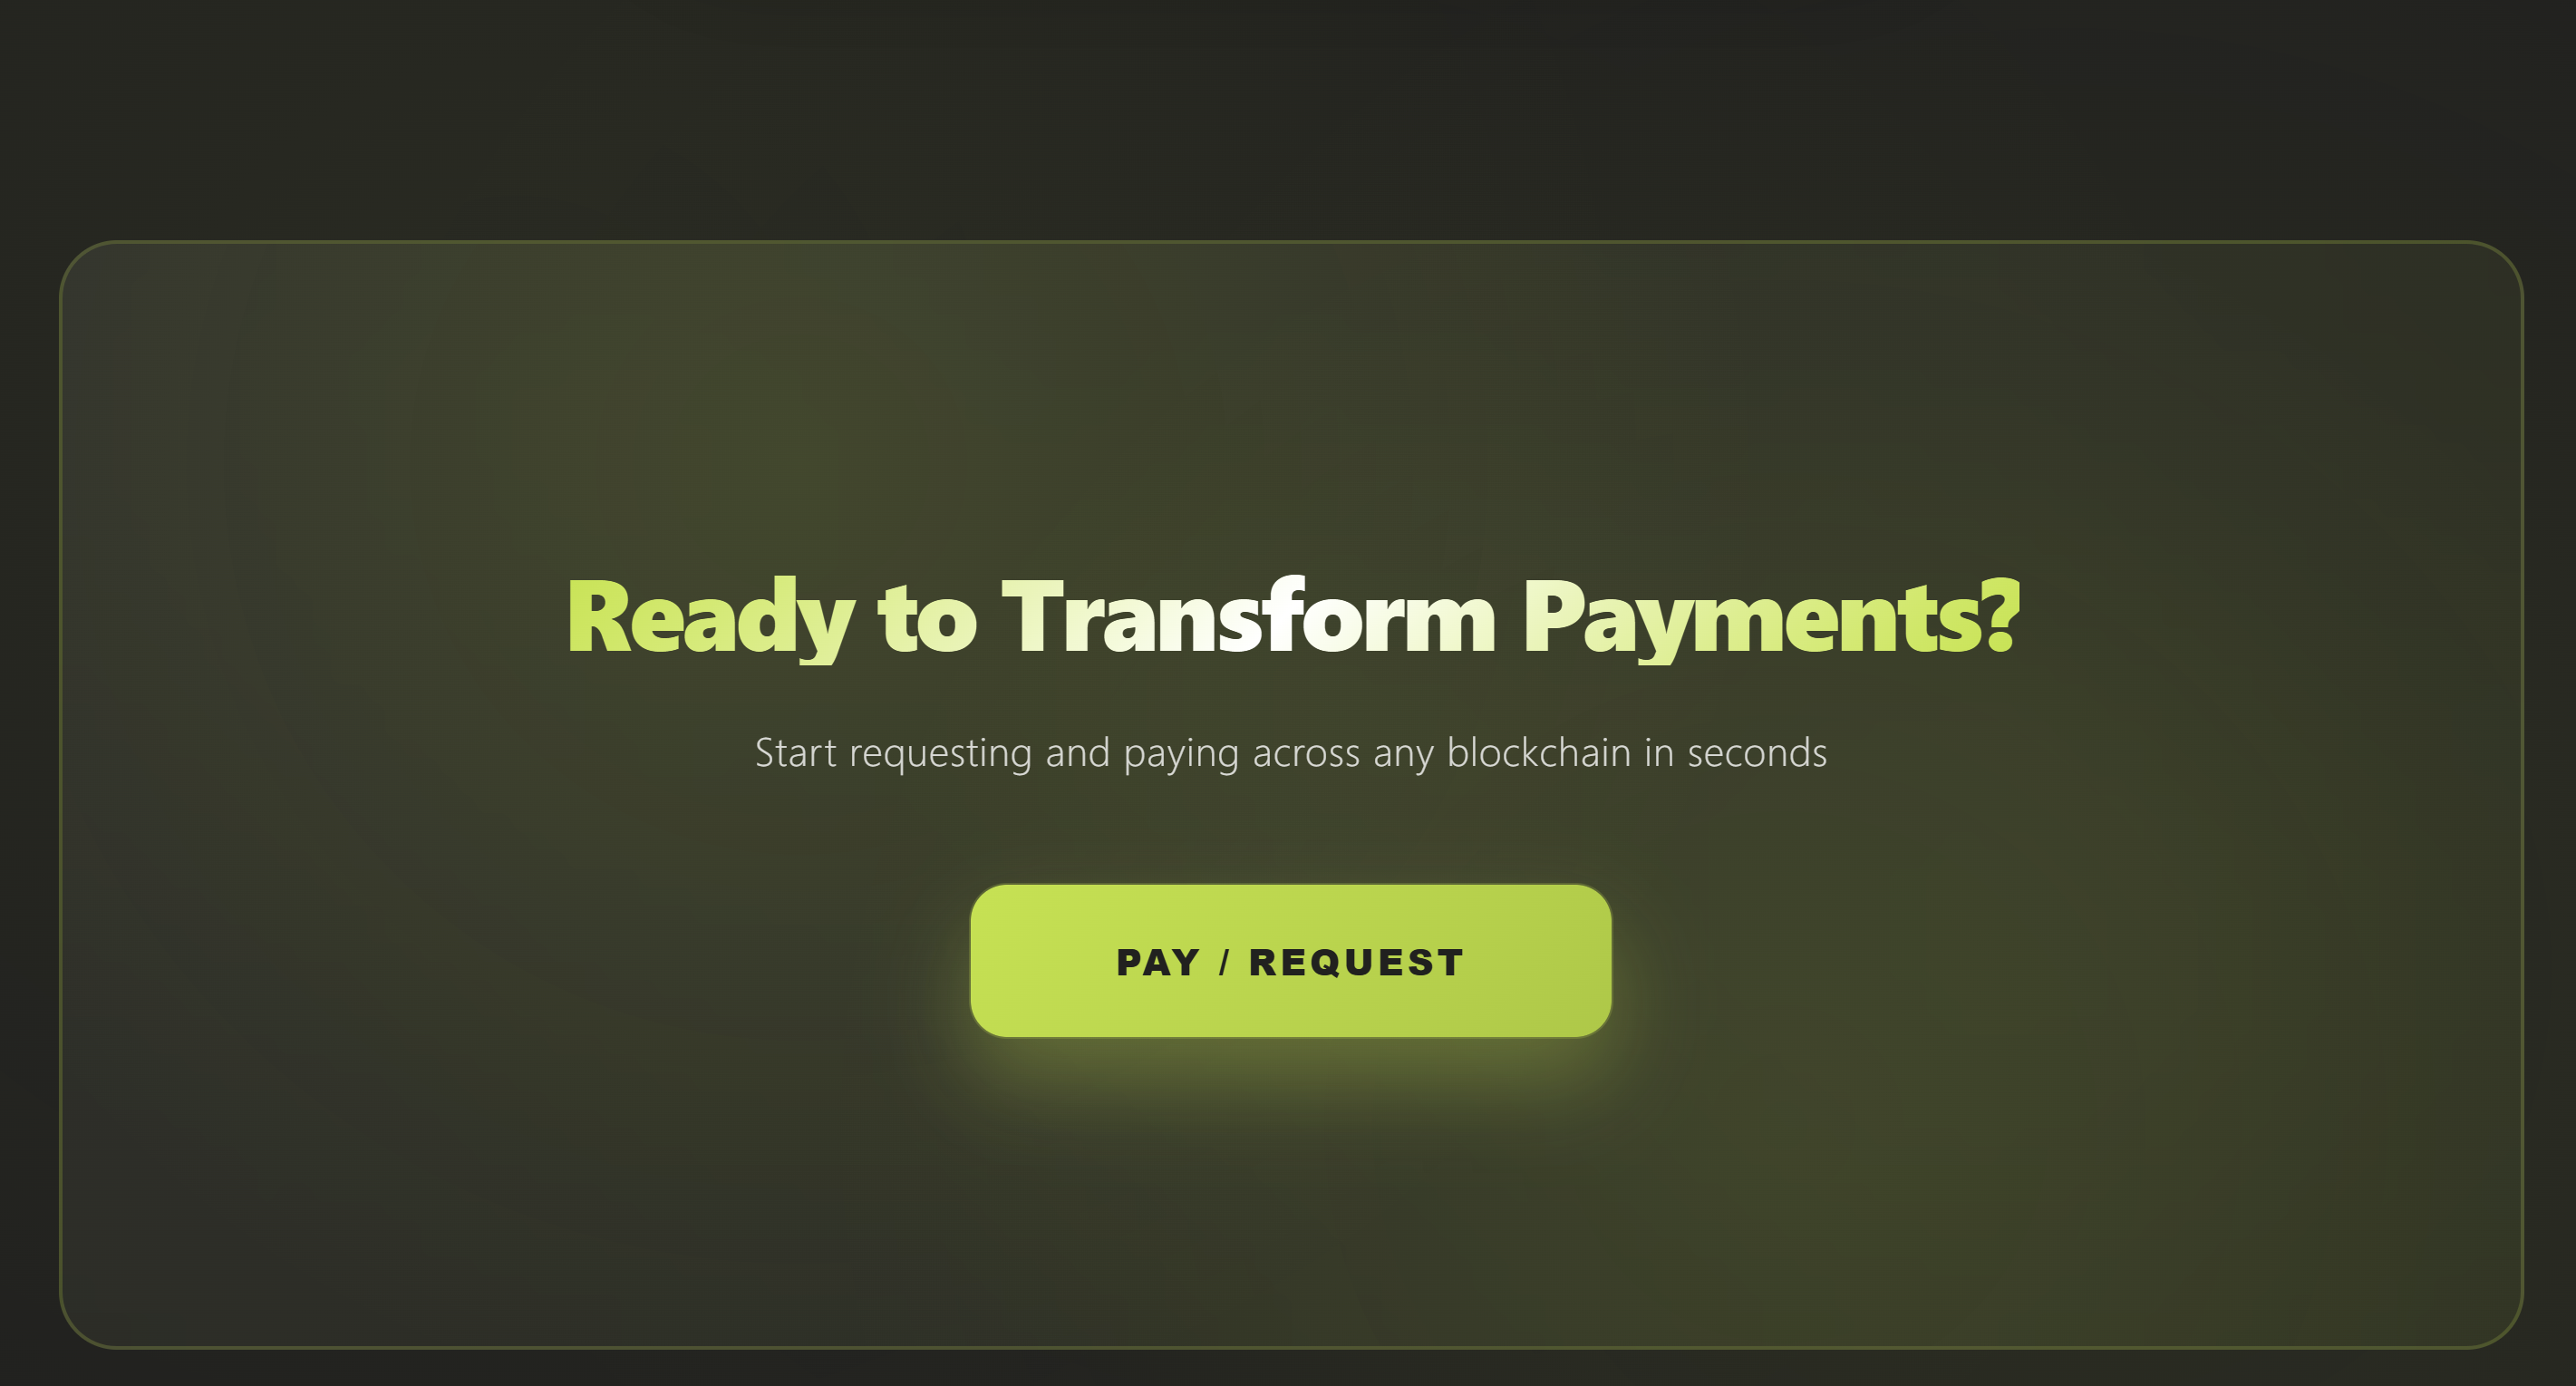 Ready to Transform Payments?
Start requesting and paying across any blockchain in seconds
PAY / REQUEST